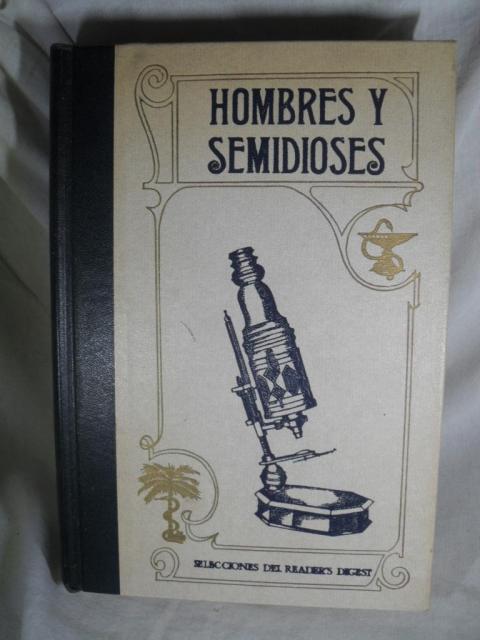 HOMBRES Y
SEMIDIOSES
SELECCIONES DEL READER'S DIGEST